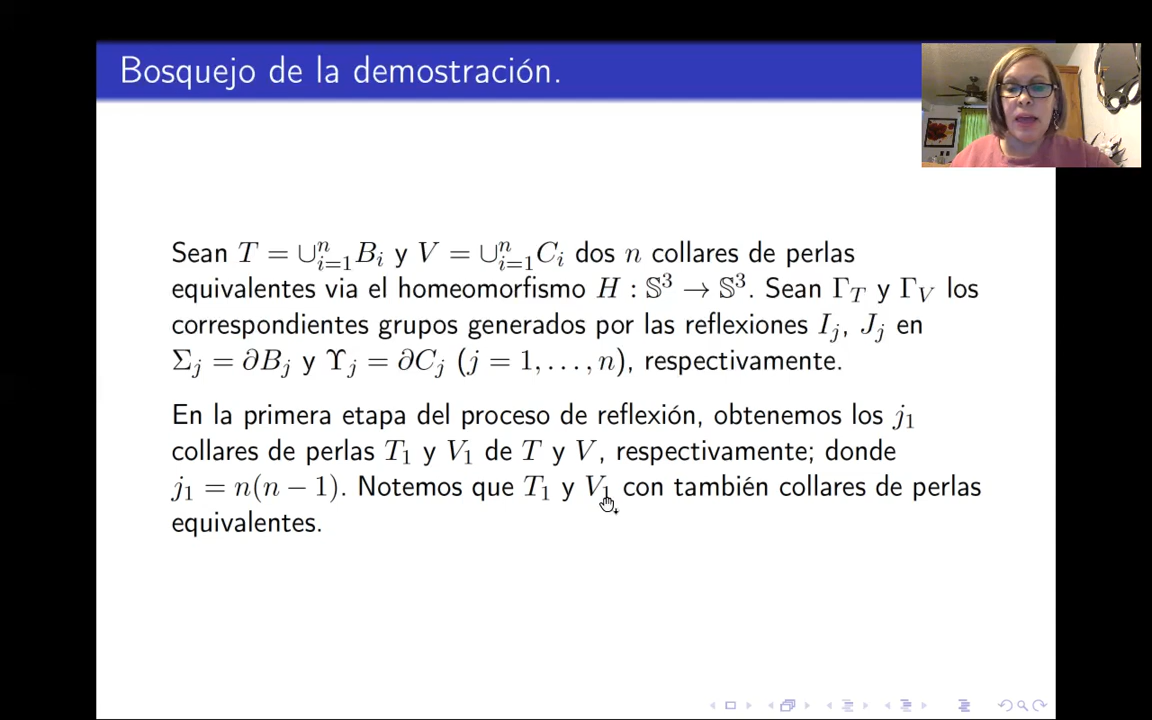 Bosquejo de la demostración.
Sean T = ∪ⁿᵢ₌₁Bᵢ y V = ∪ⁿᵢ₌₁Cᵢ dos n collares de perlas
equivalentes via el homeomorfismo H : 𝕊³ → 𝕊³. Sean Γ_T y Γ_V los
correspondientes grupos generados por las reflexiones I_j, J_j en
Σ_j = ∂B_j y ϒ_j = ∂C_j (j = 1, . . . , n), respectivamente.
En la primera etapa del proceso de reflexión, obtenemos los j₁
collares de perlas T₁ y V₁ de T y V, respectivamente; donde
j₁ = n(n − 1). Notemos que T₁ y V₁ con también collares de perlas
equivalentes.